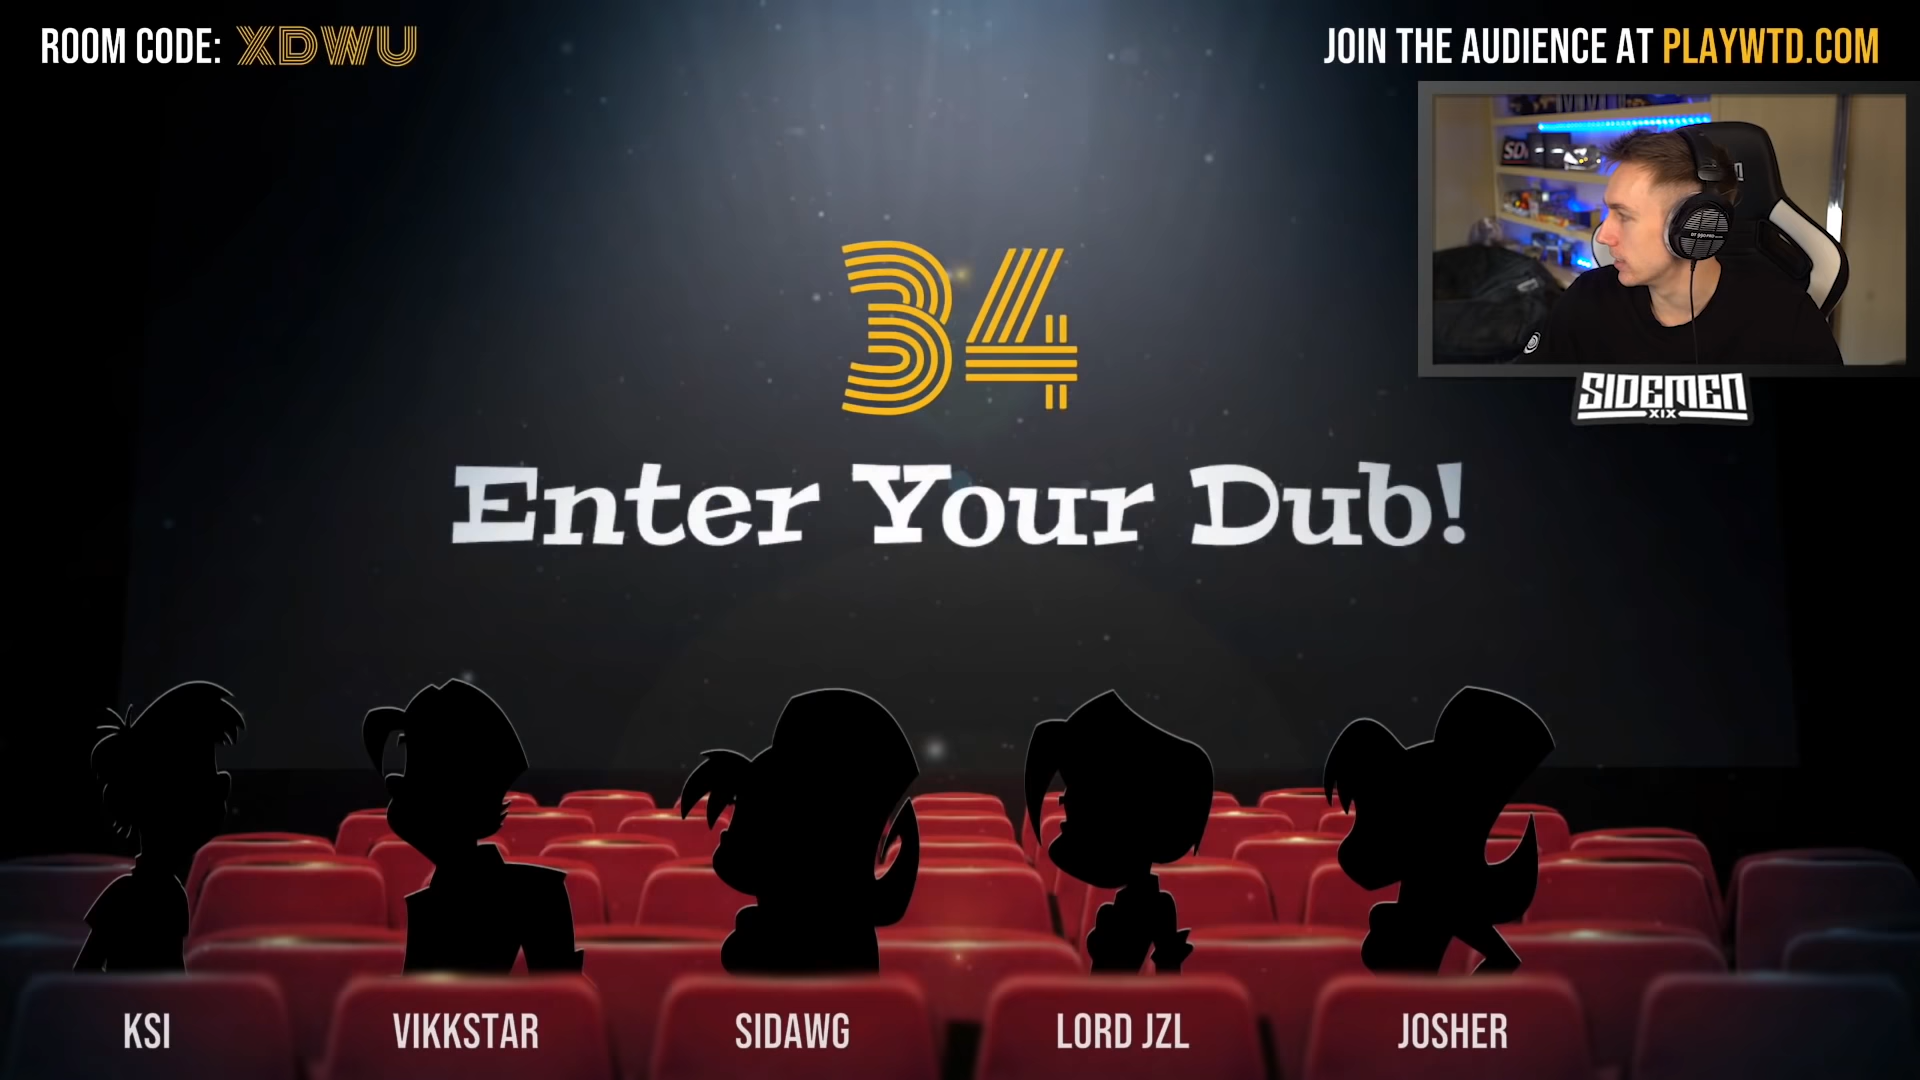 ROOM CODE: XDWU
JOIN THE AUDIENCE AT PLAYWTD.COM
SD
34
SIDEMEN
XIX
Enter Your Dub!
KSI
VIKKSTAR
SIDAWG
LORD JZL
JOSHER